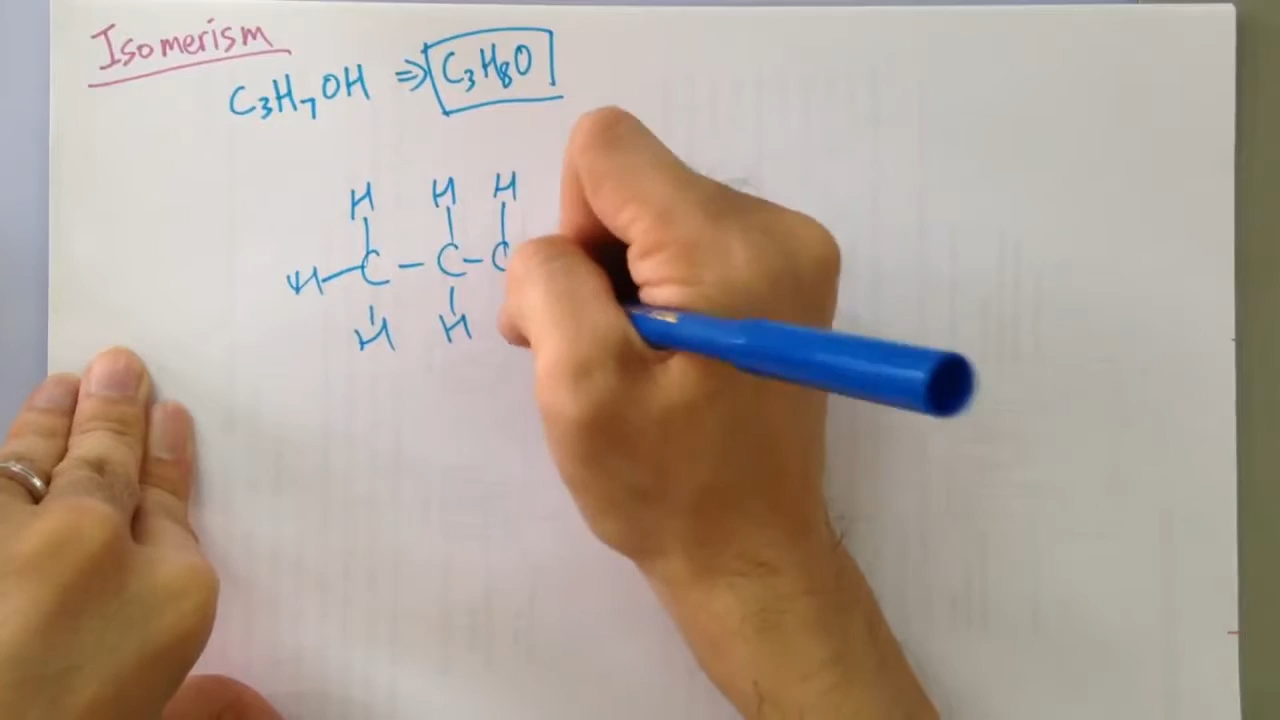 Isomerism
C₃H₇OH ⇒ C₃H₈O
H H H
H-C-C-C
H H